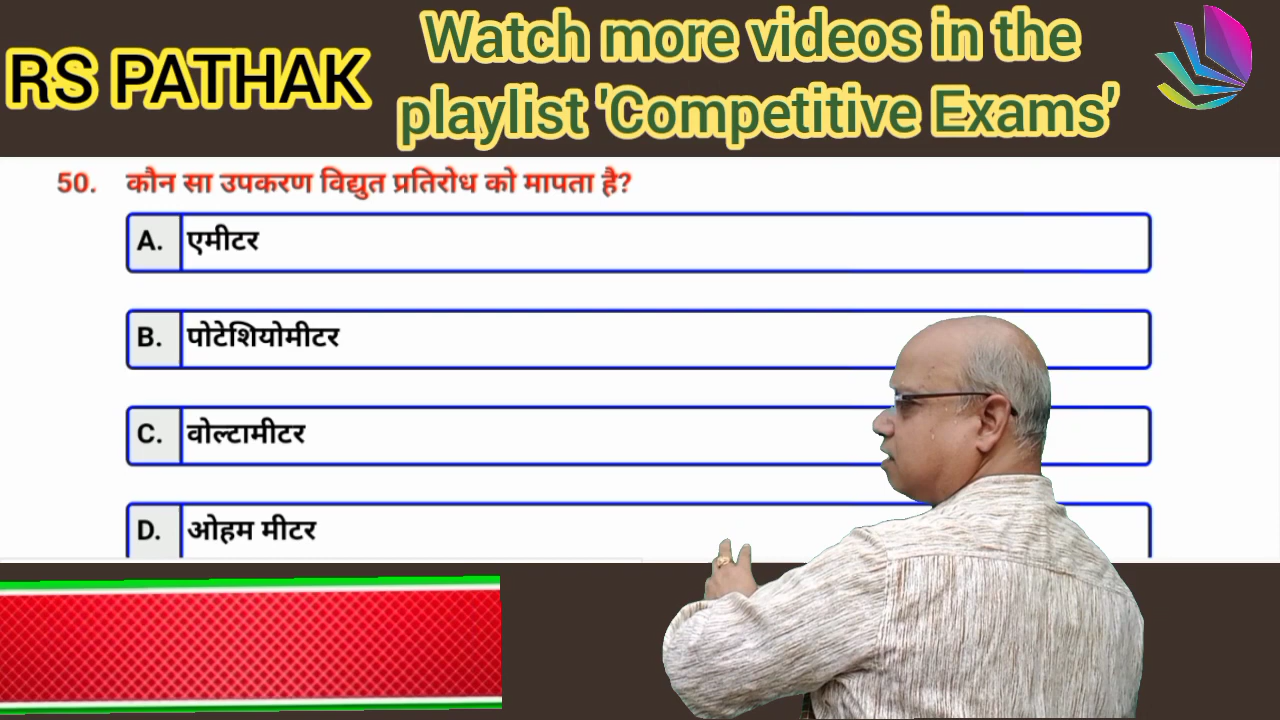 RS PATHAK
Watch more videos in the
playlist 'Competitive Exams'
50. कौन सा उपकरण विद्युत प्रतिरोध को मापता है?
A. एमीटर
B. पोटेशियोमीटर
C. वोल्टामीटर
D. ओहम मीटर